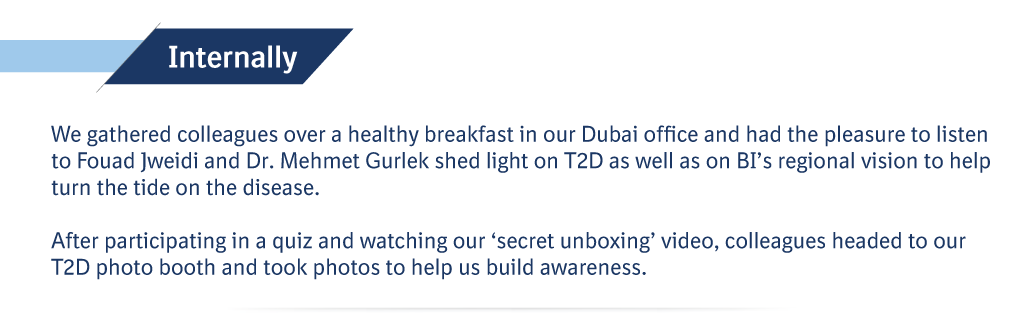 Internally
We gathered colleagues over a healthy breakfast in our Dubai office and had the pleasure to listen
to Fouad Jweidi and Dr. Mehmet Gurlek shed light on T2D as well as on BI’s regional vision to help
turn the tide on the disease.
After participating in a quiz and watching our ‘secret unboxing’ video, colleagues headed to our
T2D photo booth and took photos to help us build awareness.